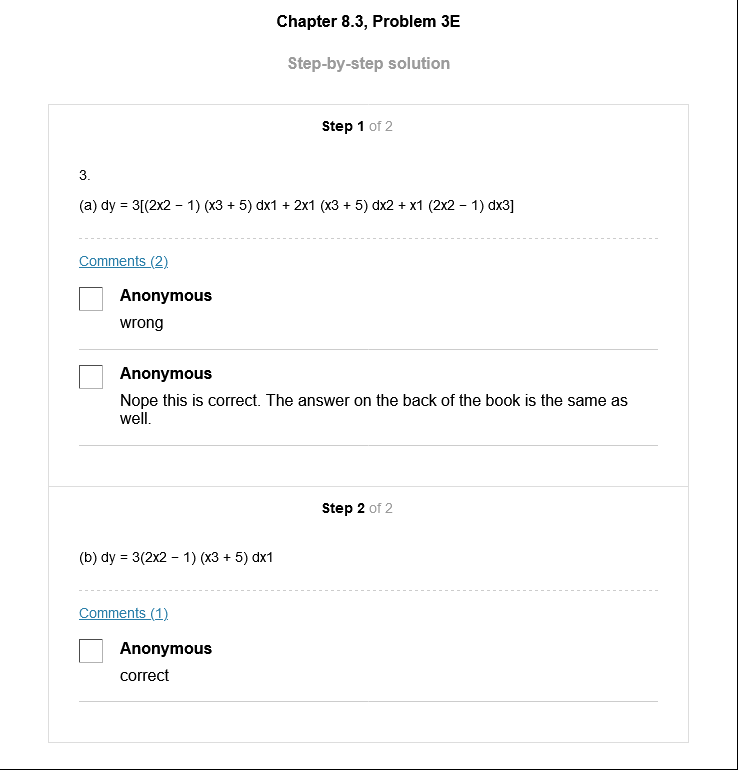 Chapter 8.3, Problem 3E
Step-by-step solution
Step 1 of 2
3.
(a) dy = 3[(2x2 − 1) (x3 + 5) dx1 + 2x1 (x3 + 5) dx2 + x1 (2x2 − 1) dx3]
Comments (2)
Anonymous
wrong
Anonymous
Nope this is correct. The answer on the back of the book is the same as
well.
Step 2 of 2
(b) dy = 3(2x2 − 1) (x3 + 5) dx1
Comments (1)
Anonymous
correct